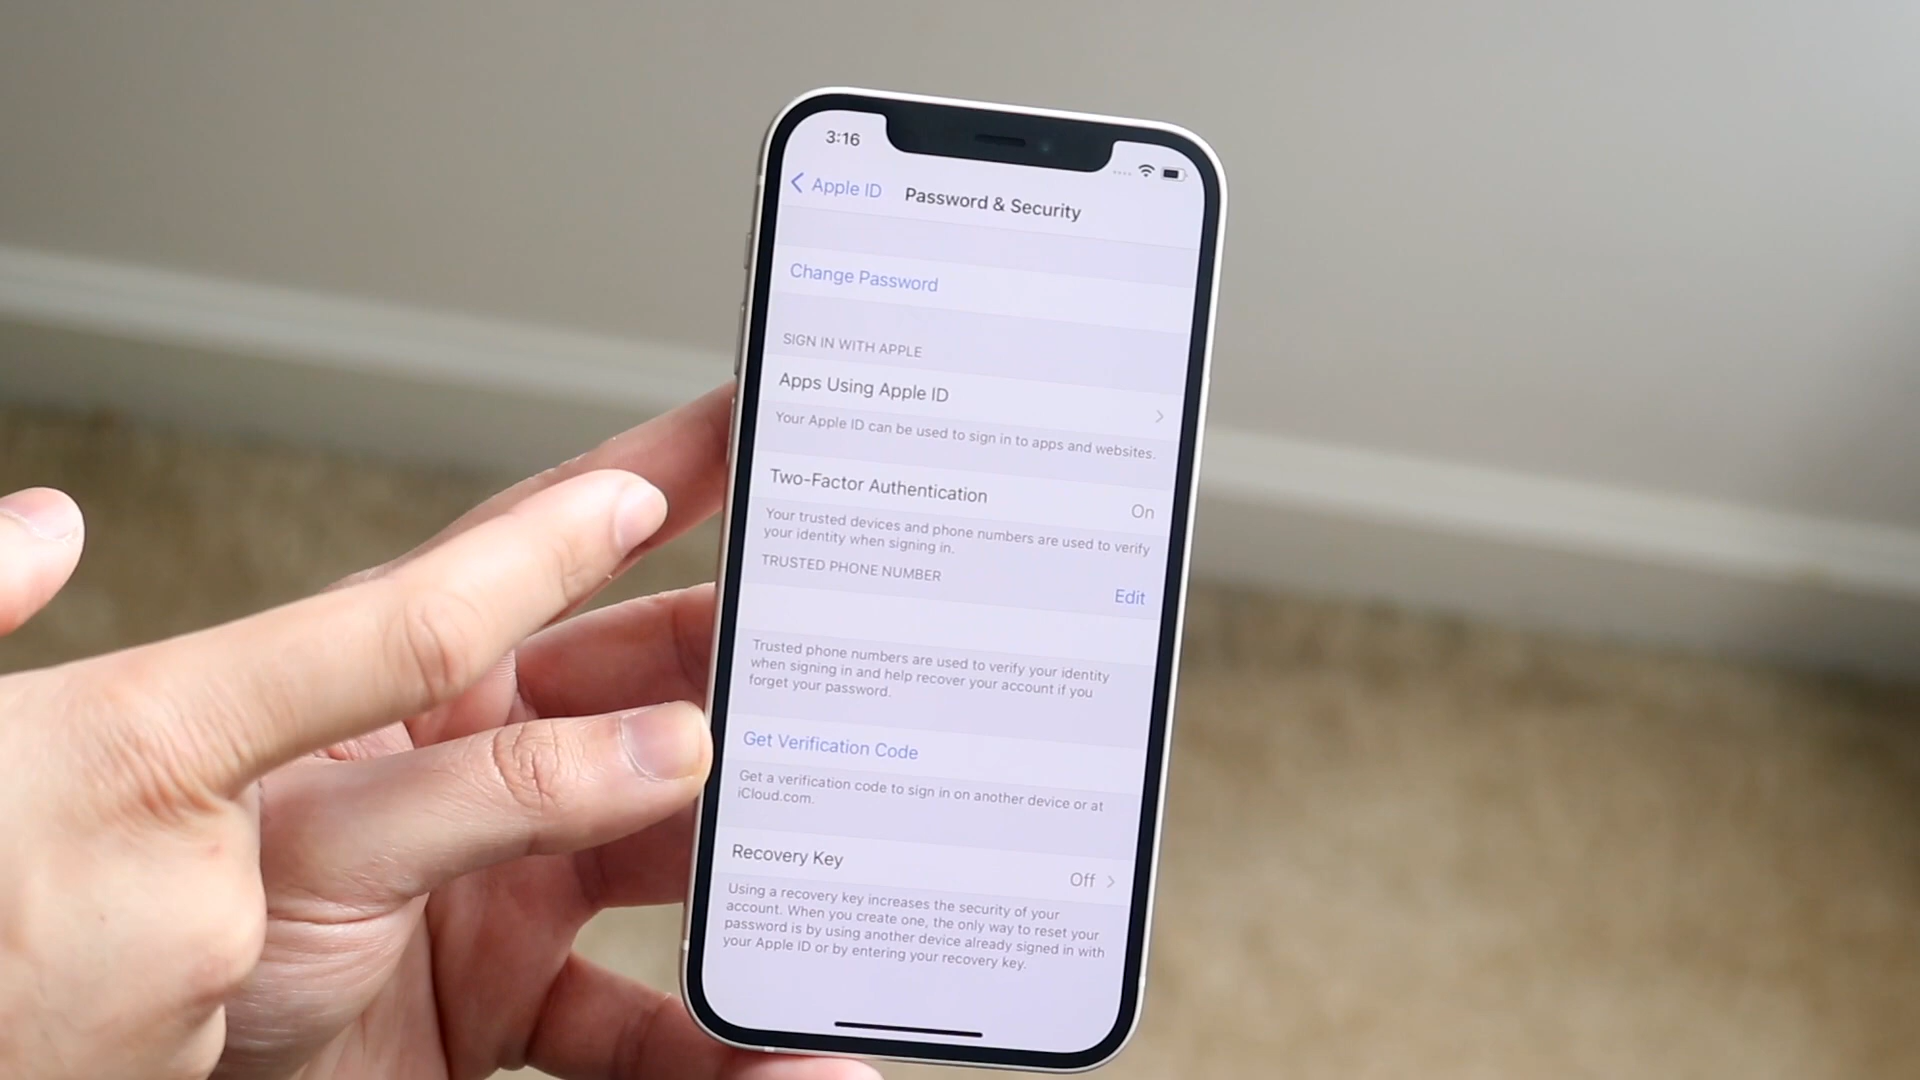 3:16
Apple ID
Password & Security
Change Password
SIGN IN WITH APPLE
Apps Using Apple ID
Your Apple ID can be used to sign in to apps and websites.
Two-Factor Authentication
On
Your trusted devices and phone numbers are used to verify
your identity when signing in.
TRUSTED PHONE NUMBER
Edit
Trusted phone numbers are used to verify your identity
when signing in and help recover your account if you
forget your password.
Get Verification Code
Get a verification code to sign in on another device or at
iCloud.com.
Recovery Key
Off
Using a recovery key increases the security of your
account. When you create one, the only way to reset your
password is by using another device already signed in with
your Apple ID or by entering your recovery key.